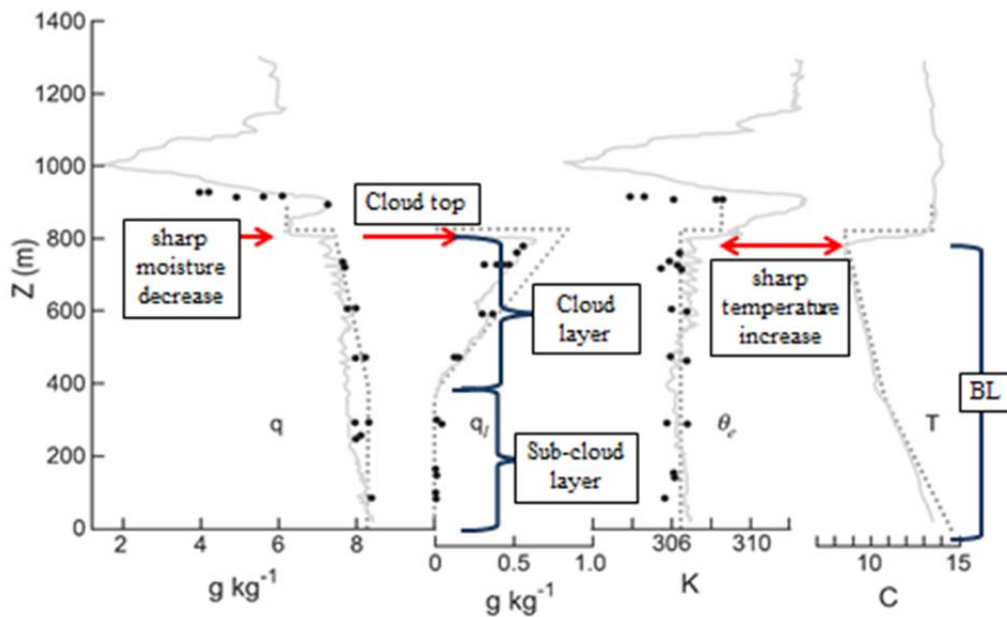 1400
1200
1000
800
600
400
200
0
Z (m)
sharp
moisture
decrease
Cloud top
Cloud
layer
Sub-cloud
layer
sharp
temperature
increase
BL
q
q_l
θ_e
T
2 4 6 8
g kg⁻¹
0 0.5 1.0
g kg⁻¹
306 310
K
10 15
C